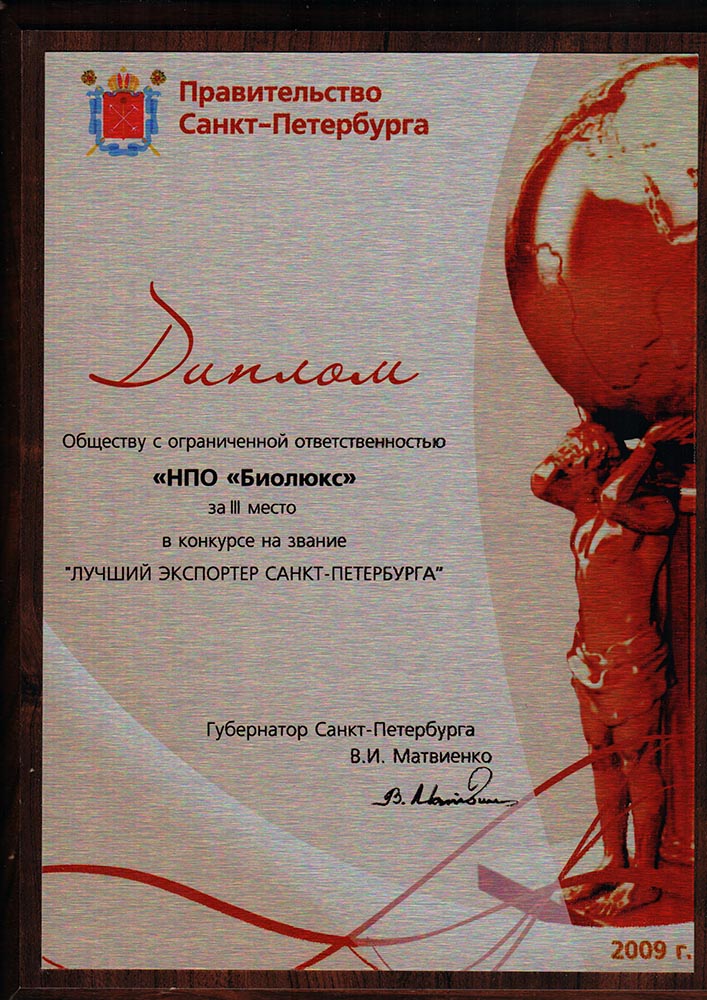 Правительство
Санкт-Петербурга
Диплом
Обществу с ограниченной ответственностью
«НПО «Биолюкс»
за III место
в конкурсе на звание
"ЛУЧШИЙ ЭКСПОРТЕР САНКТ-ПЕТЕРБУРГА"
Губернатор Санкт-Петербурга
В.И. Матвиенко
В. Матвиенко
2009 г.